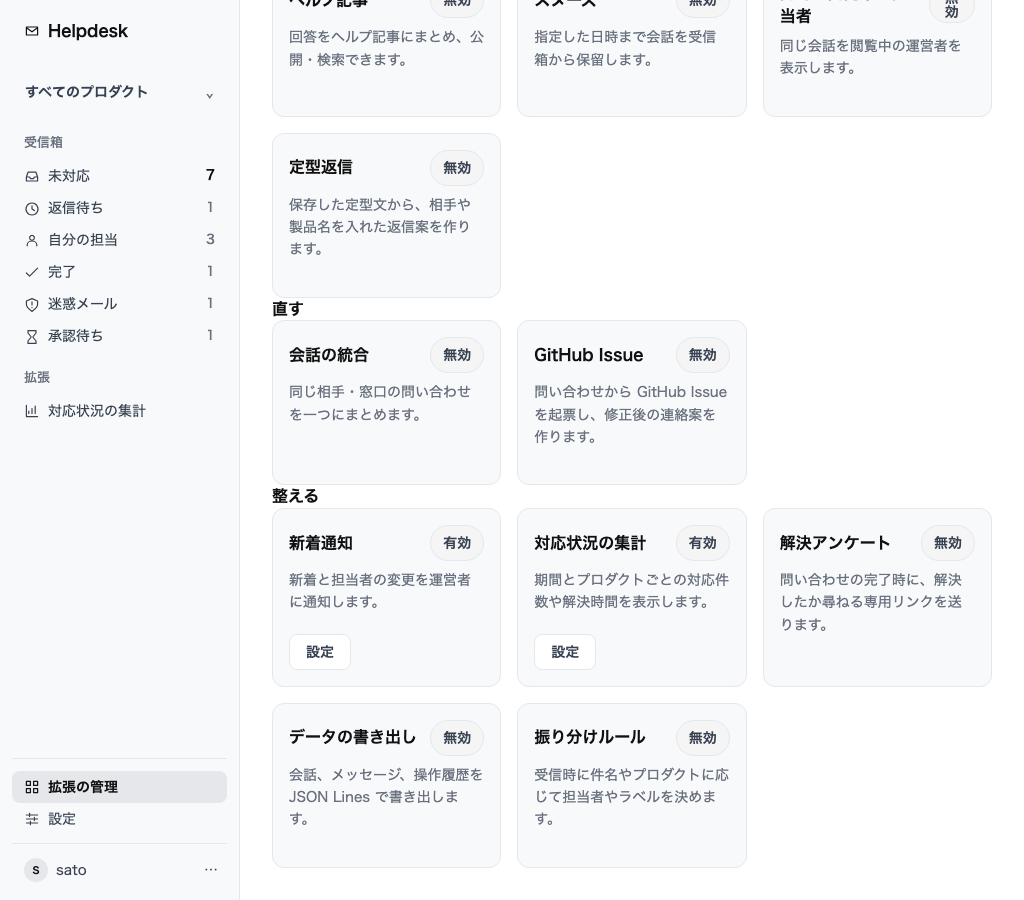 Helpdesk
すべてのプロダクト
受信箱
未対応 7
返信待ち 1
自分の担当 3
完了 1
迷惑メール 1
承認待ち 1
拡張
対応状況の集計
拡張の管理
設定
S sato ...
ヘルプ記事 無効
回答をヘルプ記事にまとめ、公
開・検索できます。
スヌーズ 無効
指定した日時まで会話を受信
箱から保留します。
当者 無
効
同じ会話を閲覧中の運営者を
表示します。
定型返信 無効
保存した定型文から、相手や
製品名を入れた返信案を作り
ます。
直す
会話の統合 無効
同じ相手・窓口の問い合わせ
を一つにまとめます。
GitHub Issue 無効
問い合わせから GitHub Issue
を起票し、修正後の連絡案を
作ります。
整える
新着通知 有効
新着と担当者の変更を運営者
に通知します。
設定
対応状況の集計 有効
期間とプロダクトごとの対応件
数や解決時間を表示します。
設定
解決アンケート 無効
問い合わせの完了時に、解決
したか尋ねる専用リンクを送
ります。
データの書き出し 無効
会話、メッセージ、操作履歴を
JSON Lines で書き出しま
す。
振り分けルール 無効
受信時に件名やプロダクトに応
じて担当者やラベルを決めま
す。